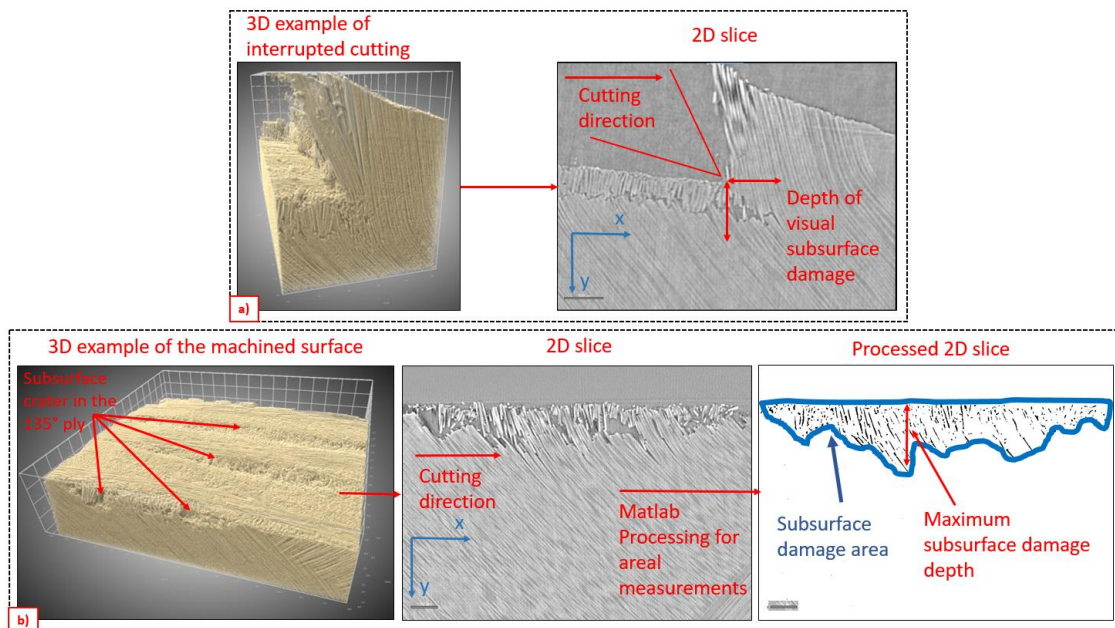 3D example of
interrupted cutting
2D slice
Cutting
direction
Depth of
visual
subsurface
damage
x
y
a)
3D example of the machined surface
2D slice
Processed 2D slice
Subsurface
crater in the
135° ply
Cutting
direction
x
y
Matlab
Processing for
areal
measurements
Subsurface
damage area
Maximum
subsurface damage
depth
b)